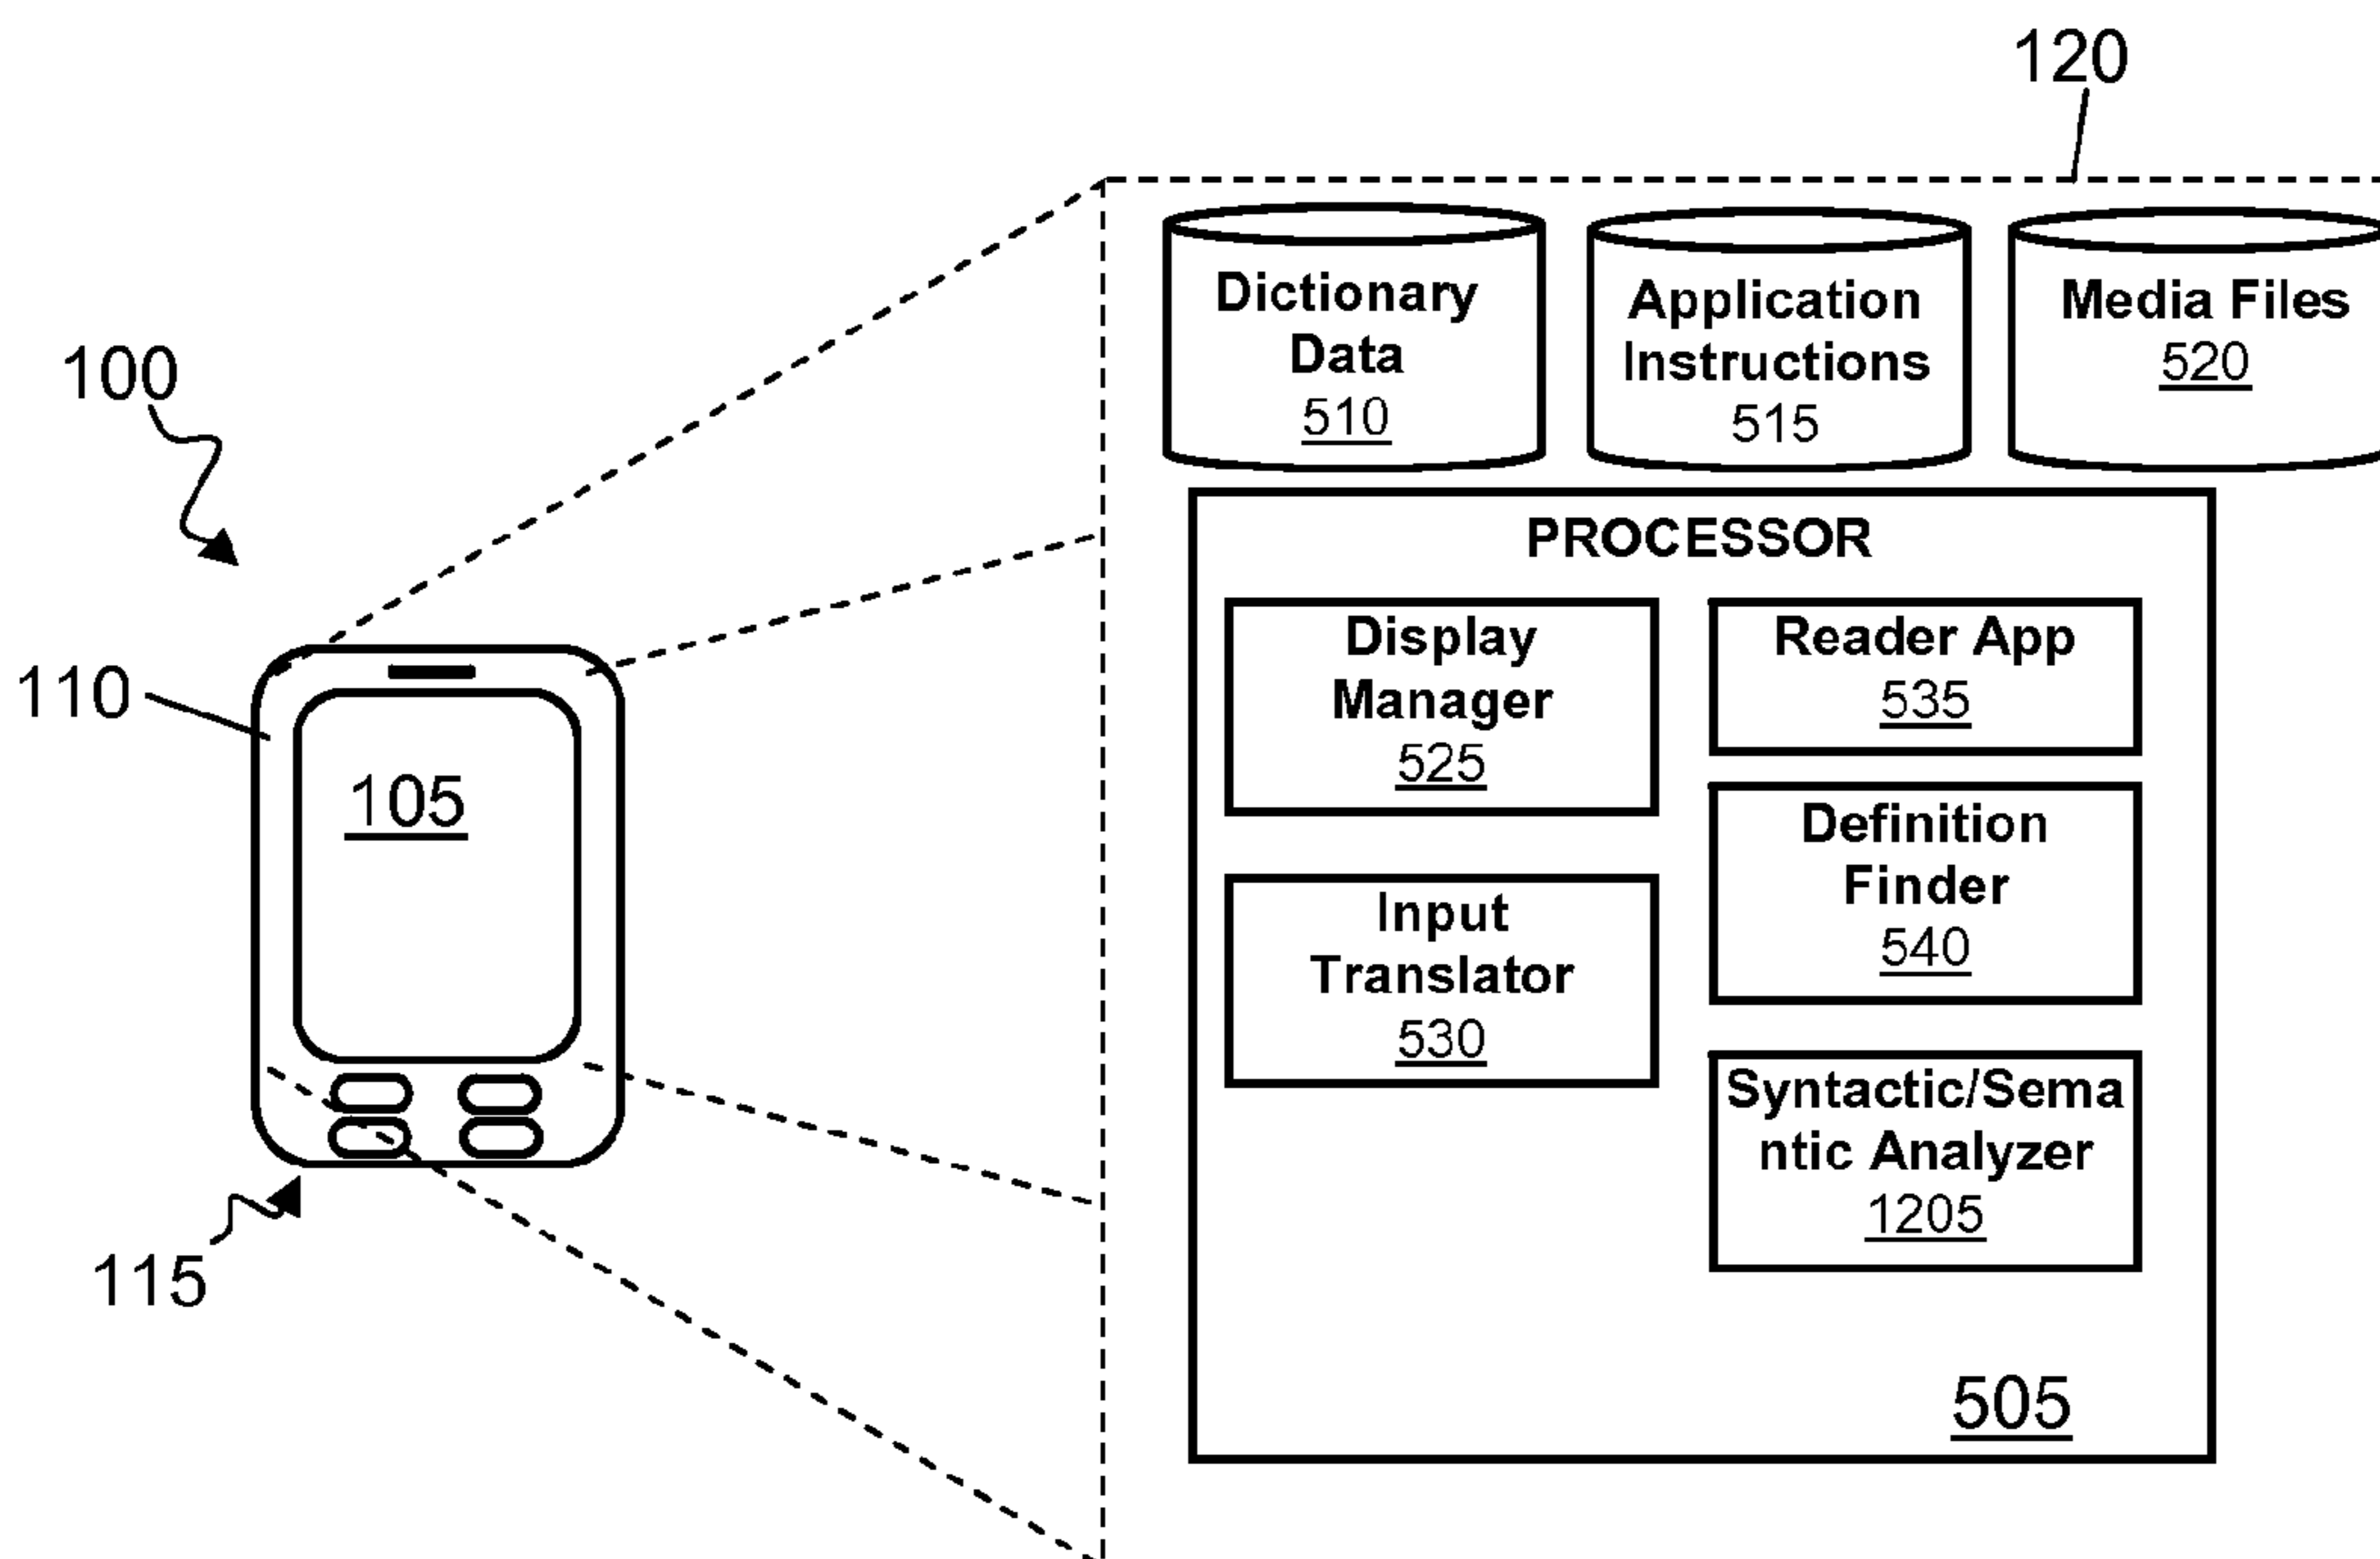 120
100
110
105
115
Dictionary
Data
510
Application
Instructions
515
Media Files
520
PROCESSOR
Display
Manager
525
Input
Translator
530
Reader App
535
Definition
Finder
540
Syntactic/Sema
ntic Analyzer
1205
505